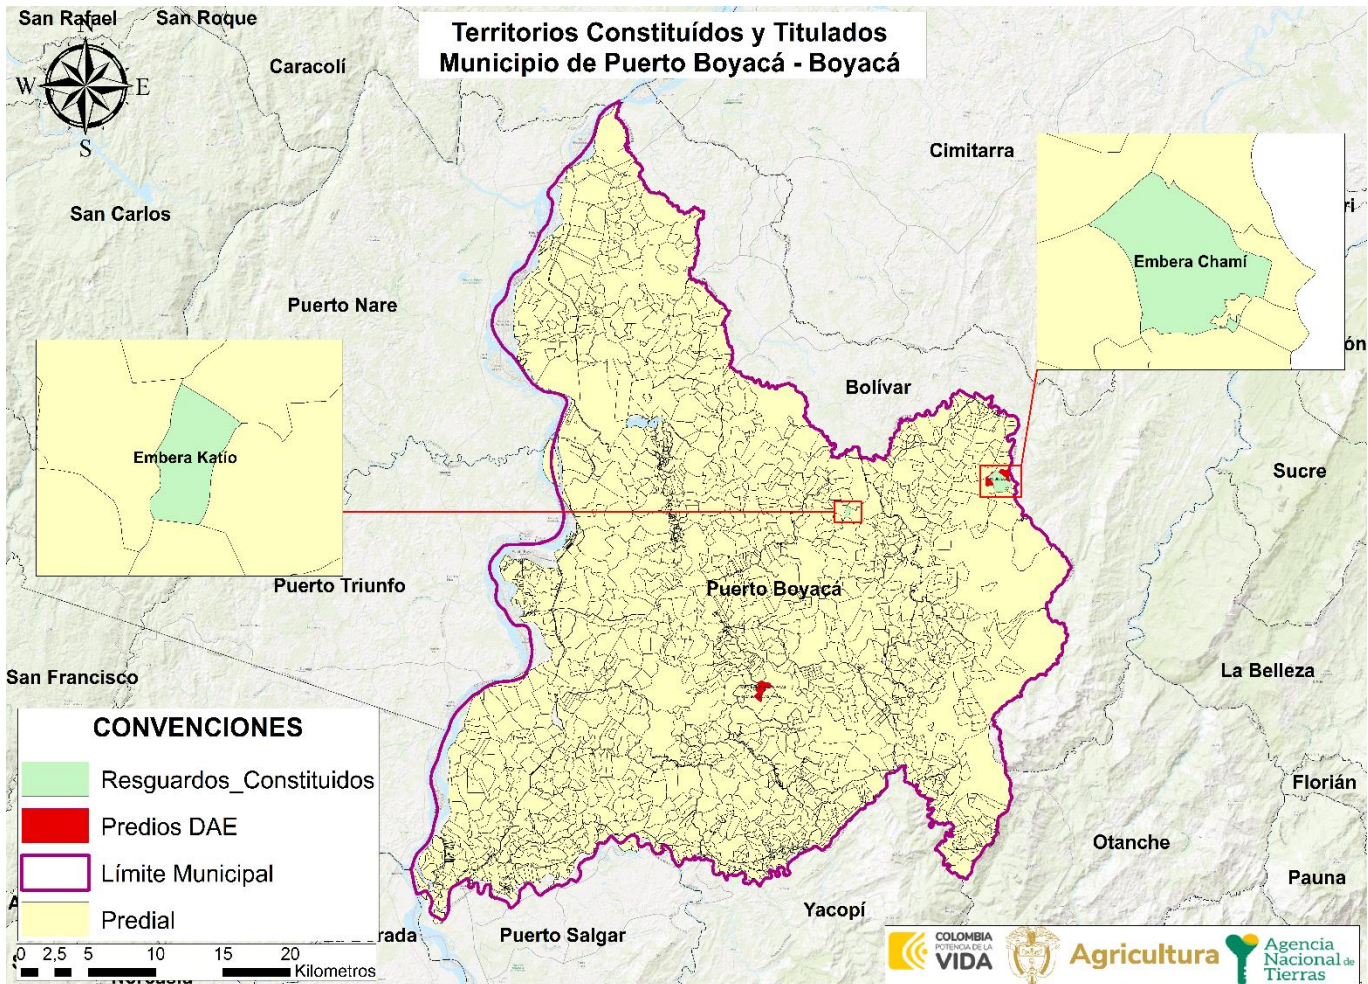 San Rafael
San Roque
Territorios Constituídos y Titulados
Municipio de Puerto Boyacá - Boyacá
N
W
E
S
Caracolí
Cimitarra
San Carlos
Embera Chamí
Puerto Nare
Bolívar
Embera Katío
Sucre
Puerto Triunfo
Puerto Boyacá
San Francisco
La Belleza
CONVENCIONES
Resguardos_Constituidos
Predios DAE
Límite Municipal
Predial
Florián
Otanche
Pauna
Yacopí
Puerto Salgar
0 2,5 5 10 15 20
Kilometros
COLOMBIA
POTENCIA DE LA
VIDA
Agricultura
Agencia
Nacional de
Tierras